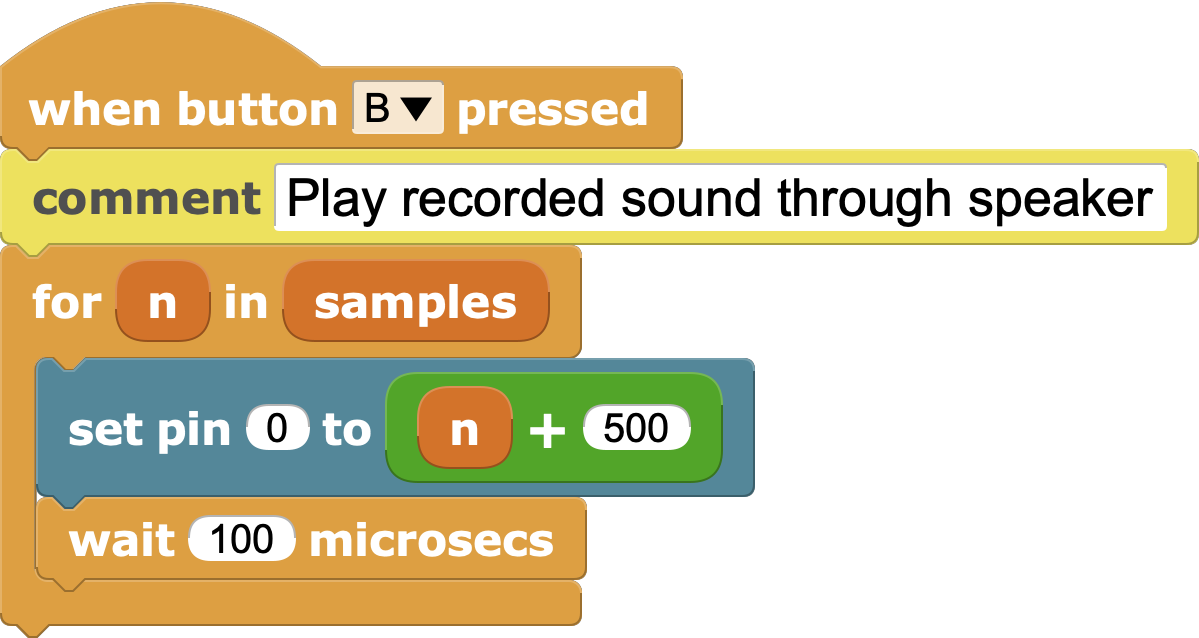 when button B ▼ pressed
comment Play recorded sound through speaker
for n in samples
set pin 0 to n + 500
wait 100 microsecs